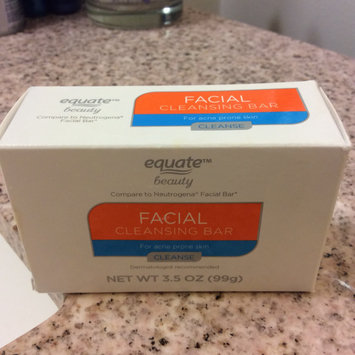 equate™
beauty
Compare to Neutrogena®
Facial Bar*
FACIAL
CLEANSING BAR
For acne prone skin
CLEANSE
equate™
beauty
Compare to Neutrogena® Facial Bar*
FACIAL
CLEANSING BAR
For acne prone skin
CLEANSE
Dermatologist recommended
NET WT 3.5 OZ (99g)